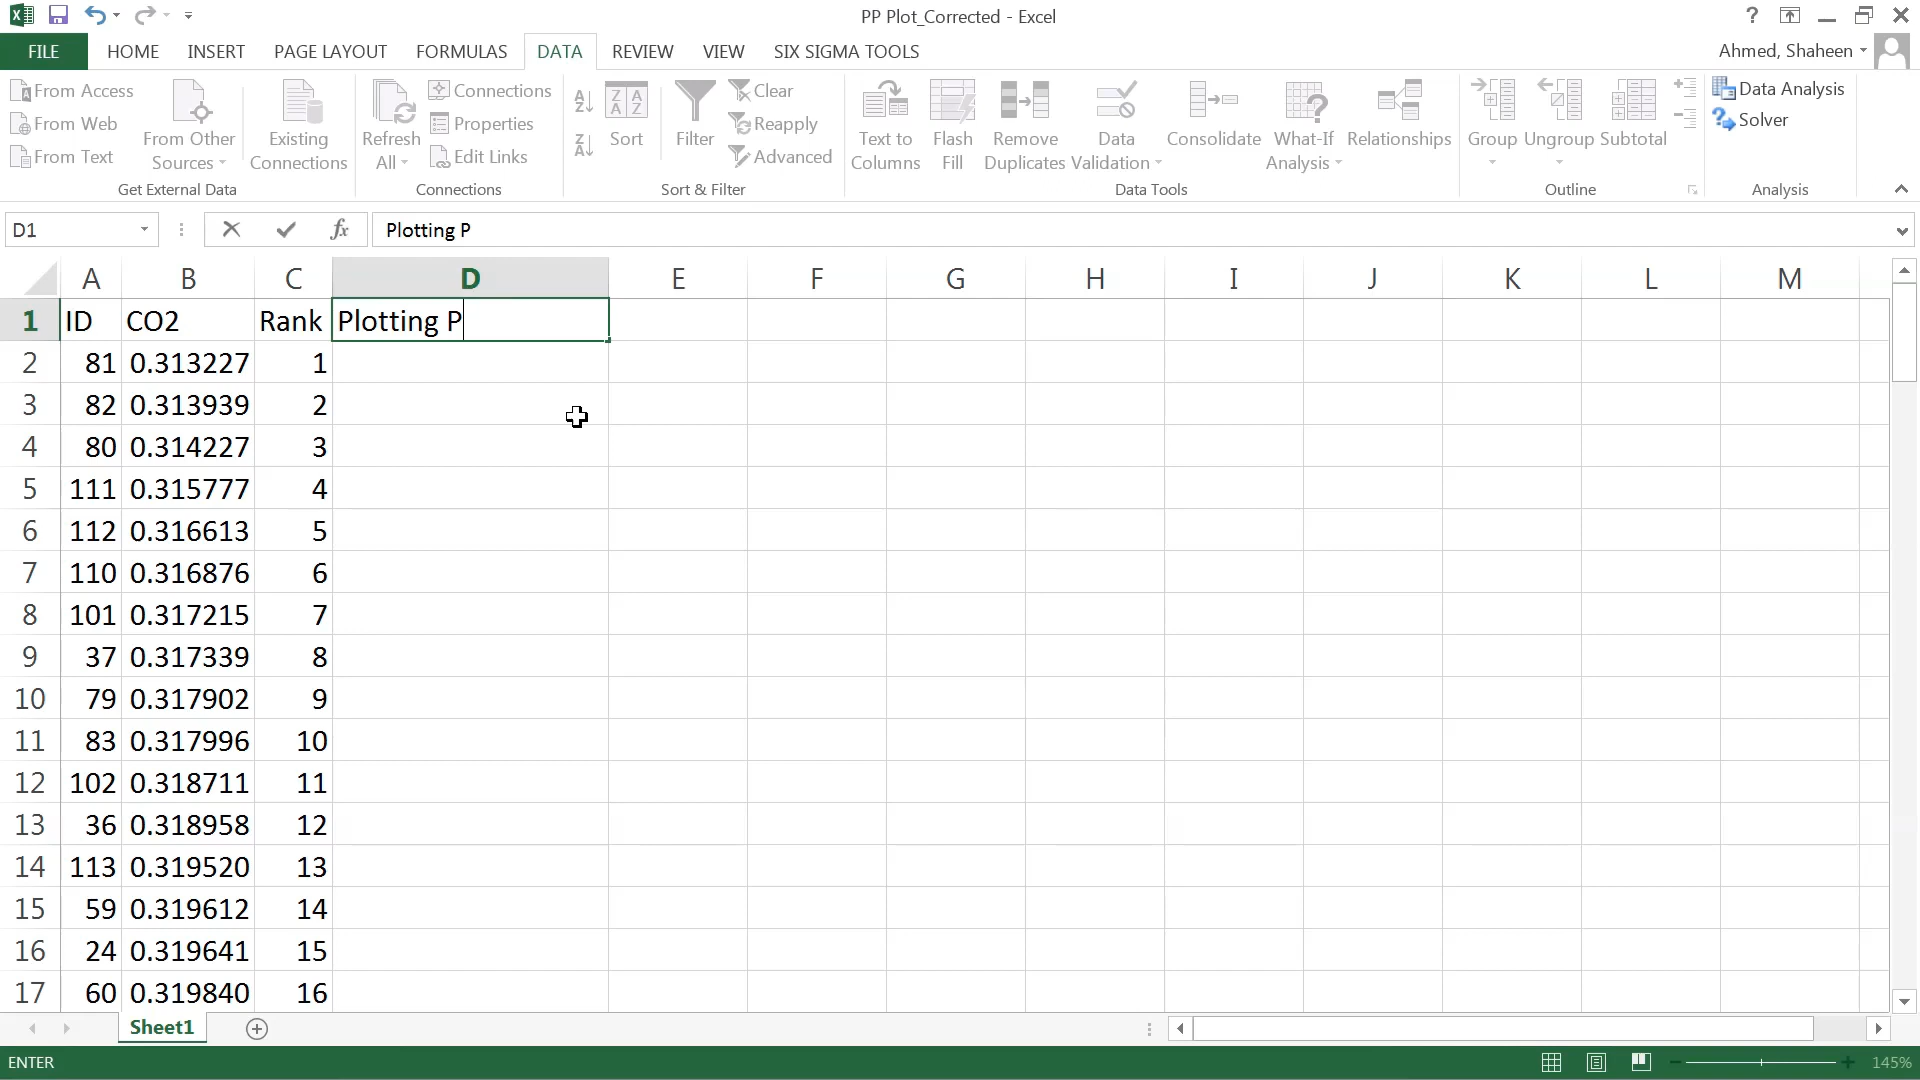 PP Plot_Corrected - Excel
FILE HOME INSERT PAGE LAYOUT FORMULAS DATA REVIEW VIEW SIX SIGMA TOOLS Ahmed, Shaheen
From Access
From Web
From Text
From Other Sources
Existing Connections
Get External Data
Refresh All
Connections
Properties
Edit Links
Connections
Sort
Filter
Clear
Reapply
Advanced
Sort & Filter
Text to Columns
Flash Fill
Remove Duplicates
Data Validation
Consolidate
What-If Analysis
Relationships
Data Tools
Group
Ungroup
Subtotal
Outline
Data Analysis
Solver
Analysis
D1 fx Plotting P
A B C D E F G H I J K L M
1 ID CO2 Rank Plotting P
2 81 0.313227 1
3 82 0.313939 2
4 80 0.314227 3
5 111 0.315777 4
6 112 0.316613 5
7 110 0.316876 6
8 101 0.317215 7
9 37 0.317339 8
10 79 0.317902 9
11 83 0.317996 10
12 102 0.318711 11
13 36 0.318958 12
14 113 0.319520 13
15 59 0.319612 14
16 24 0.319641 15
17 60 0.319840 16
Sheet1
ENTER 145%